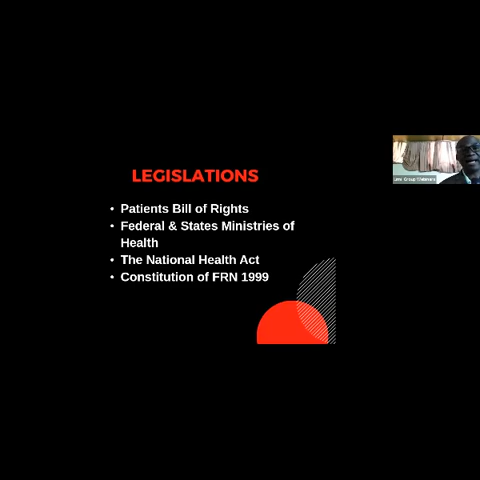 LEGISLATIONS
• Patients Bill of Rights
• Federal & States Ministries of
Health
• The National Health Act
• Constitution of FRN 1999